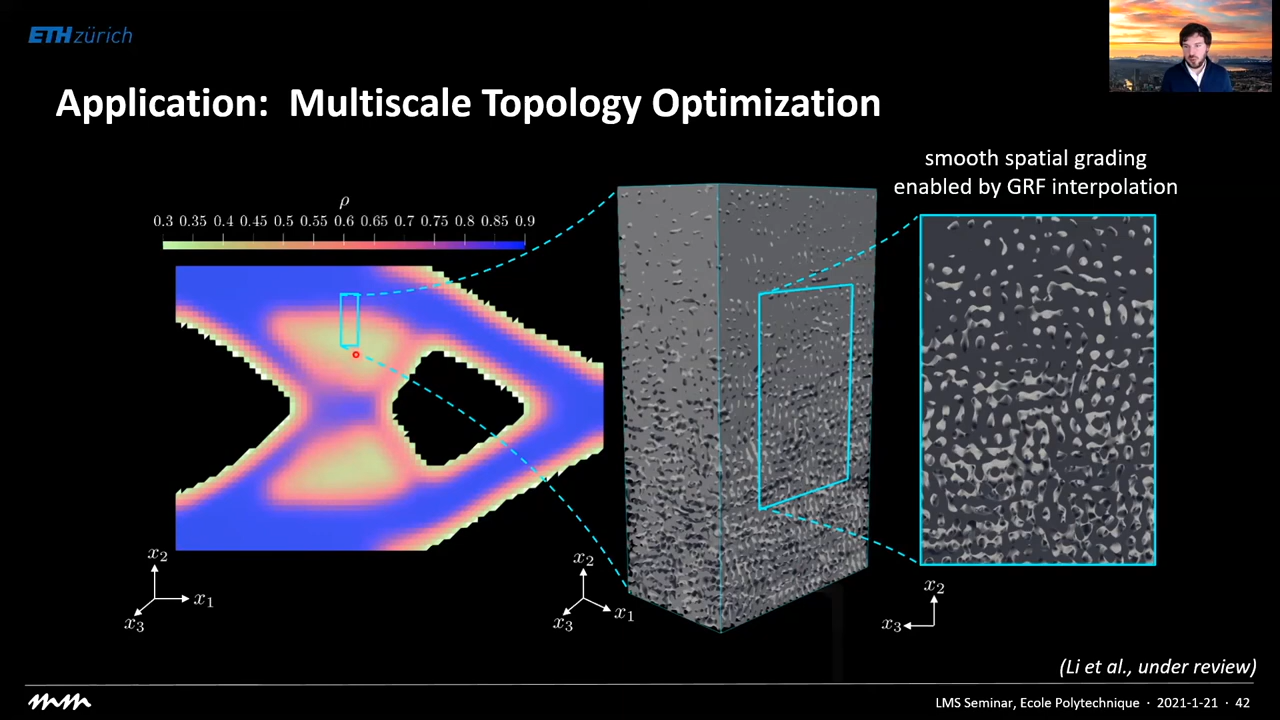 ETH zürich
Application: Multiscale Topology Optimization
smooth spatial grading
enabled by GRF interpolation
ρ
0.3 0.35 0.4 0.45 0.5 0.55 0.6 0.65 0.7 0.75 0.8 0.85 0.9
x₂
x₁
x₃
x₂
x₁
x₃
x₂
x₃
(Li et al., under review)
LMS Seminar, Ecole Polytechnique · 2021-1-21 · 42